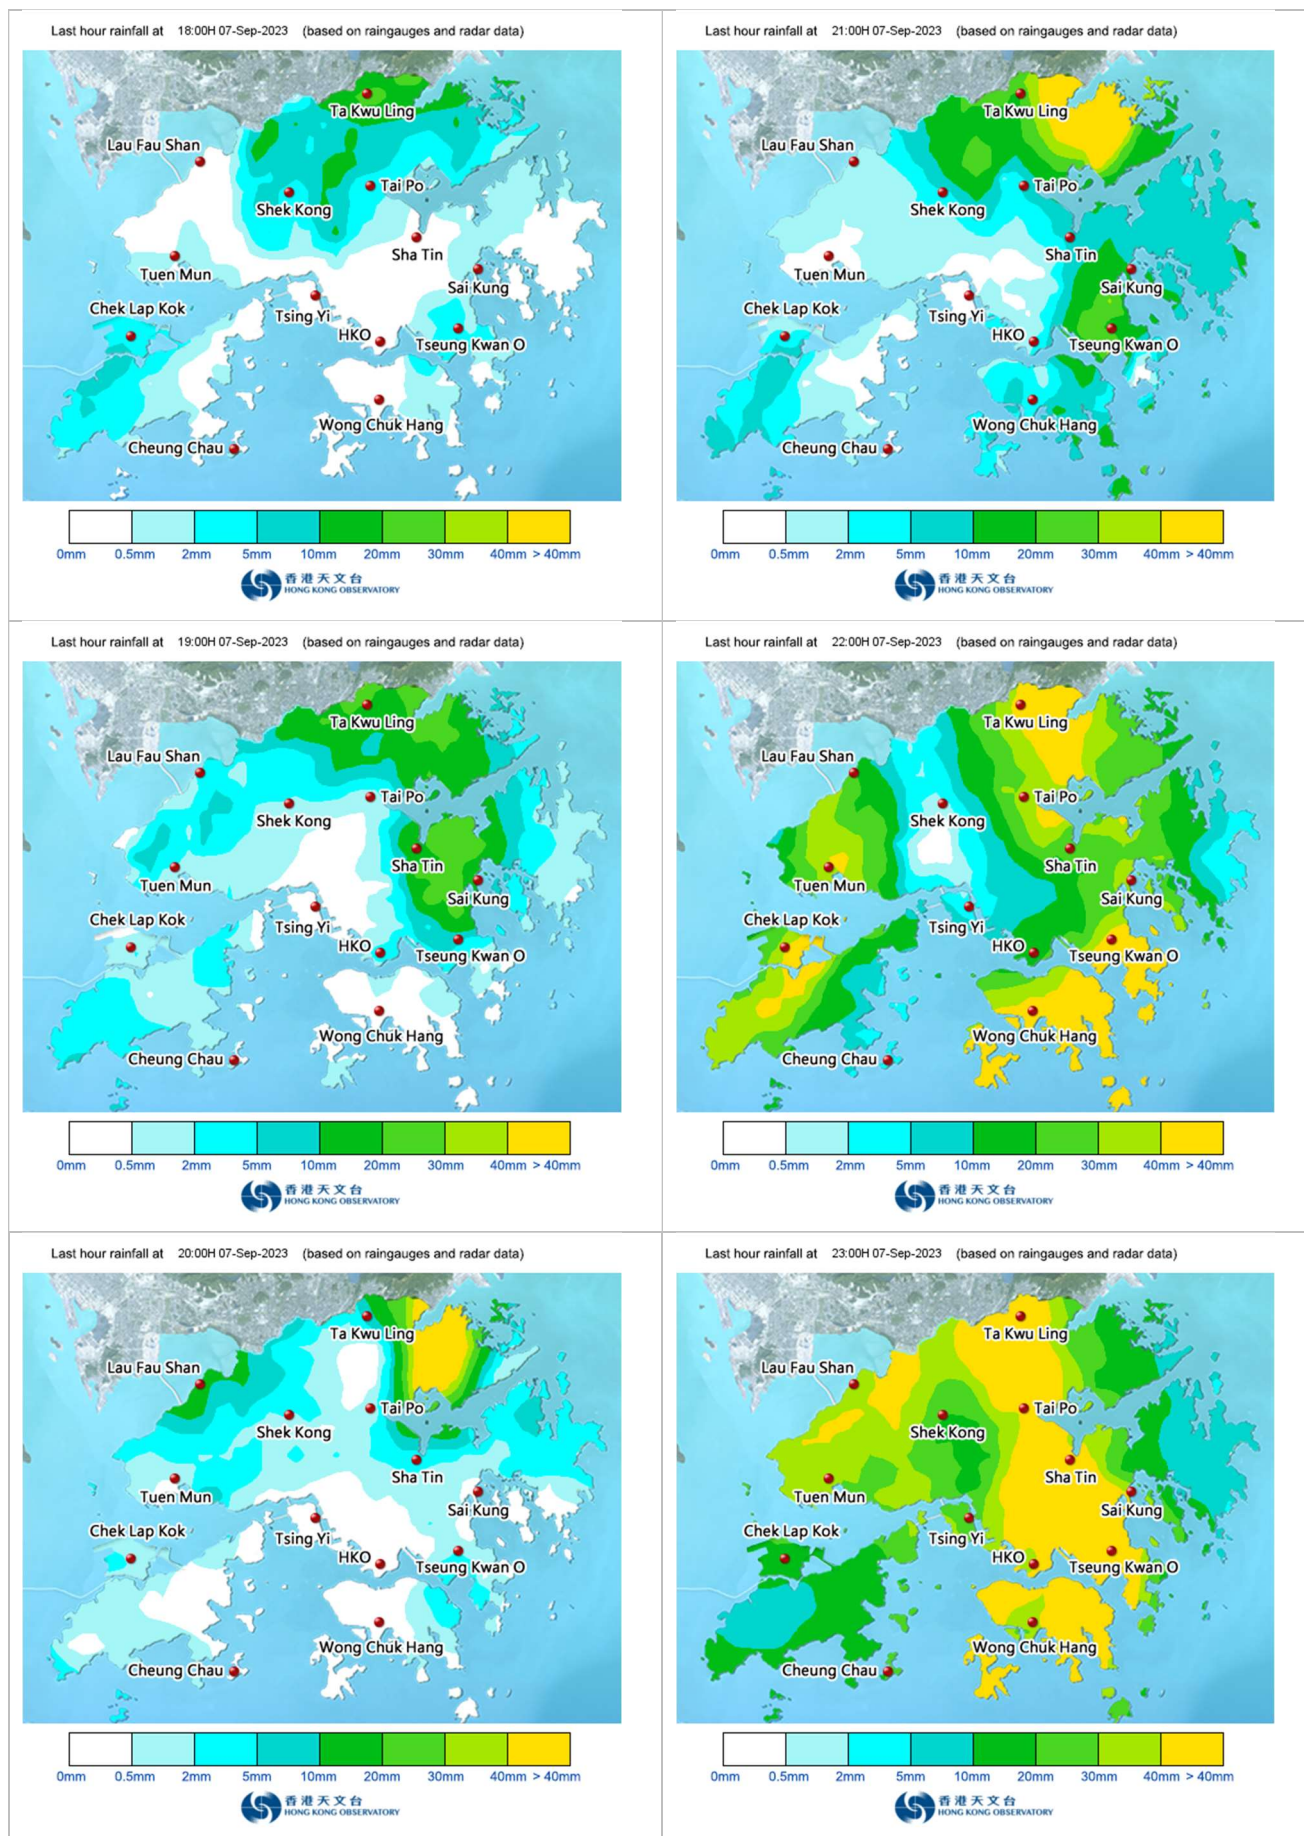 Last hour rainfall at 18:00H 07-Sep-2023 (based on raingauges and radar data)
Ta Kwu Ling
Lau Fau Shan
Tai Po
Shek Kong
Sha Tin
Tuen Mun
Sai Kung
Chek Lap Kok
Tsing Yi
HKO
Tseung Kwan O
Wong Chuk Hang
Cheung Chau
0mm 0.5mm 2mm 5mm 10mm 20mm 30mm 40mm > 40mm
香港天文台
HONG KONG OBSERVATORY
Last hour rainfall at 21:00H 07-Sep-2023 (based on raingauges and radar data)
Ta Kwu Ling
Lau Fau Shan
Tai Po
Shek Kong
Sha Tin
Tuen Mun
Sai Kung
Chek Lap Kok
Tsing Yi
HKO
Tseung Kwan O
Wong Chuk Hang
Cheung Chau
0mm 0.5mm 2mm 5mm 10mm 20mm 30mm 40mm > 40mm
香港天文台
HONG KONG OBSERVATORY
Last hour rainfall at 19:00H 07-Sep-2023 (based on raingauges and radar data)
Ta Kwu Ling
Lau Fau Shan
Tai Po
Shek Kong
Sha Tin
Tuen Mun
Sai Kung
Chek Lap Kok
Tsing Yi
HKO
Tseung Kwan O
Wong Chuk Hang
Cheung Chau
0mm 0.5mm 2mm 5mm 10mm 20mm 30mm 40mm > 40mm
香港天文台
HONG KONG OBSERVATORY
Last hour rainfall at 22:00H 07-Sep-2023 (based on raingauges and radar data)
Ta Kwu Ling
Lau Fau Shan
Tai Po
Shek Kong
Sha Tin
Tuen Mun
Sai Kung
Chek Lap Kok
Tsing Yi
HKO
Tseung Kwan O
Wong Chuk Hang
Cheung Chau
0mm 0.5mm 2mm 5mm 10mm 20mm 30mm 40mm > 40mm
香港天文台
HONG KONG OBSERVATORY
Last hour rainfall at 20:00H 07-Sep-2023 (based on raingauges and radar data)
Ta Kwu Ling
Lau Fau Shan
Tai Po
Shek Kong
Sha Tin
Tuen Mun
Sai Kung
Chek Lap Kok
Tsing Yi
HKO
Tseung Kwan O
Wong Chuk Hang
Cheung Chau
0mm 0.5mm 2mm 5mm 10mm 20mm 30mm 40mm > 40mm
香港天文台
HONG KONG OBSERVATORY
Last hour rainfall at 23:00H 07-Sep-2023 (based on raingauges and radar data)
Ta Kwu Ling
Lau Fau Shan
Tai Po
Shek Kong
Sha Tin
Tuen Mun
Sai Kung
Chek Lap Kok
Tsing Yi
HKO
Tseung Kwan O
Wong Chuk Hang
Cheung Chau
0mm 0.5mm 2mm 5mm 10mm 20mm 30mm 40mm > 40mm
香港天文台
HONG KONG OBSERVATORY